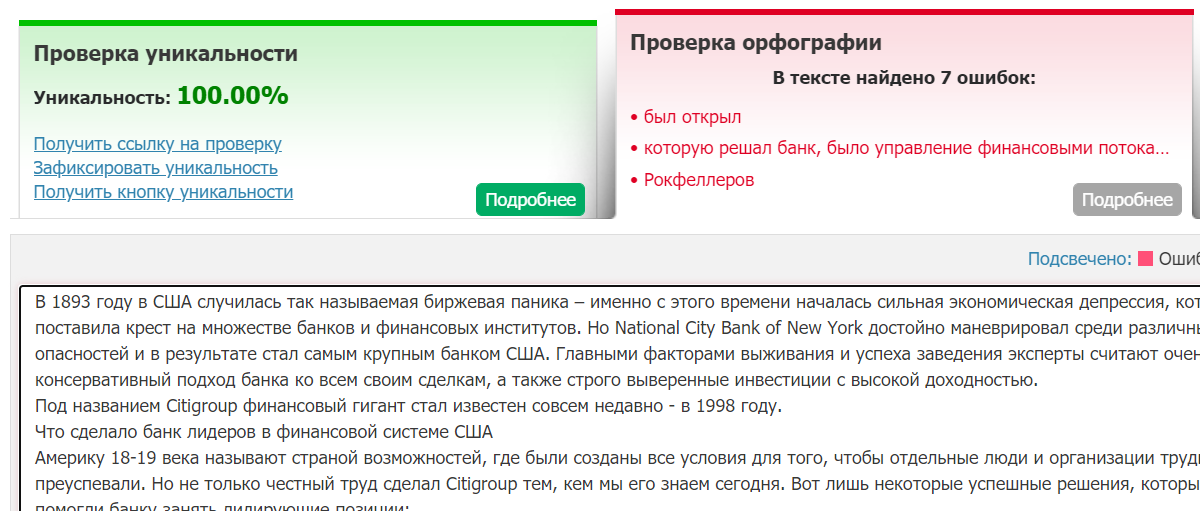 Проверка уникальности
Уникальность: 100.00%
Получить ссылку на проверку
Зафиксировать уникальность
Получить кнопку уникальности
Подробнее
Проверка орфографии
В тексте найдено 7 ошибок:
• был открыл
• которую решал банк, было управление финансовыми потока...
• Рокфеллеров
Подробнее
Подсвечено:
В 1893 году в США случилась так называемая биржевая паника – именно с этого времени началась сильная экономическая депрессия,
поставила крест на множестве банков и финансовых институтов. Но National City Bank of New York достойно маневрировал среди
опасностей и в результате стал самым крупным банком США. Главными факторами выживания и успеха заведения эксперты считают
консервативный подход банка ко всем своим сделкам, а также строго выверенные инвестиции с высокой доходностью.
Под названием Citigroup финансовый гигант стал известен совсем недавно - в 1998 году.
Что сделало банк лидеров в финансовой системе США
Америку 18-19 века называют страной возможностей, где были созданы все условия для того, чтобы отдельные люди и организации
преуспевали. Но не только честный труд сделал Citigroup тем, кем мы его знаем сегодня. Вот лишь некоторые успешные решения,
помогли банку занять лидирующие позиции: